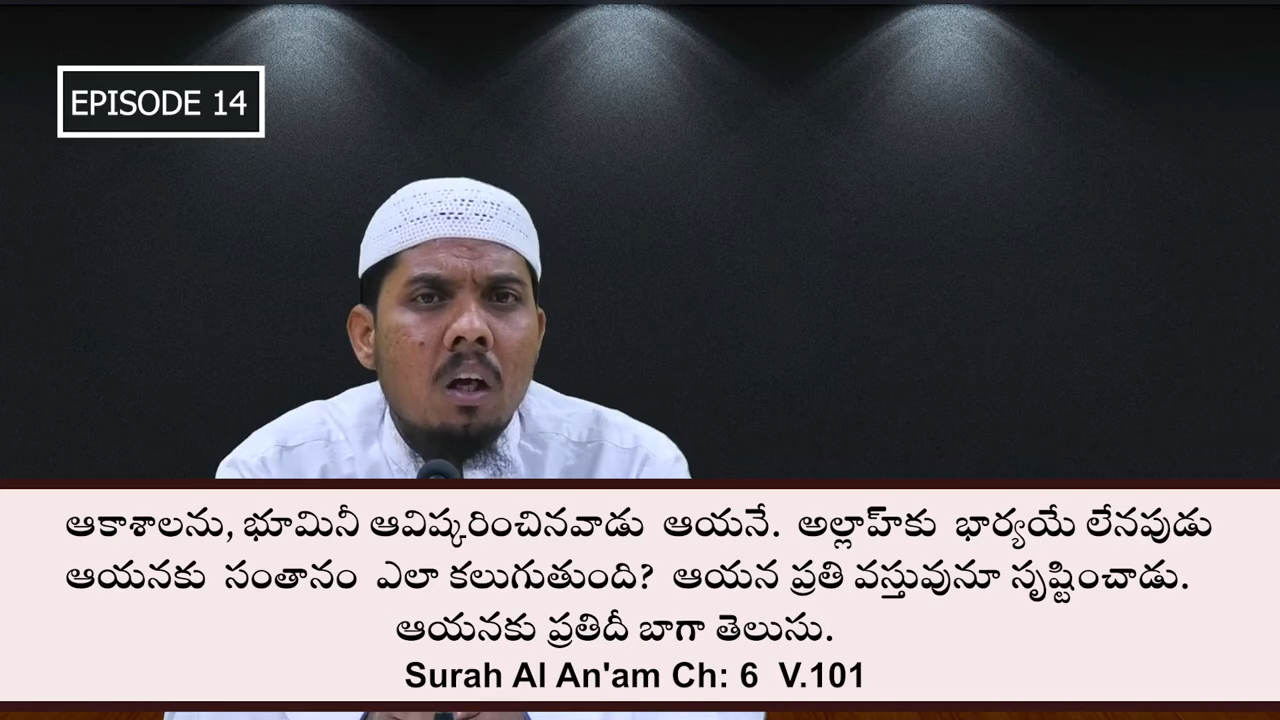 EPISODE 14
ఆకాశాలను, భూమినీ ఆవిష్కరించినవాడు ఆయనే. అల్లాహ్‌కు భార్యయే లేనపుడు
ఆయనకు సంతానం ఎలా కలుగుతుంది? ఆయన ప్రతి వస్తువునూ సృష్టించాడు.
ఆయనకు ప్రతిదీ బాగా తెలుసు.
Surah Al An'am Ch: 6 V.101